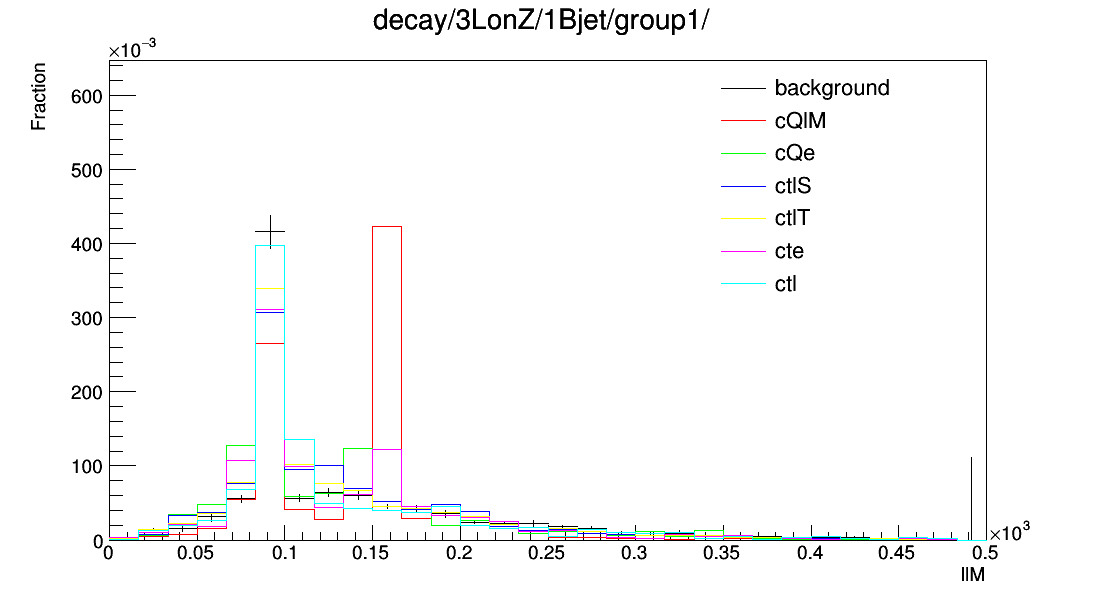 decay/3LonZ/1Bjet/group1/
×10⁻³
Fraction
600
500
400
300
200
100
0
background
cQlM
cQe
ctlS
ctlT
cte
ctl
0 0.05 0.1 0.15 0.2 0.25 0.3 0.35 0.4 0.45 0.5
×10³
llM